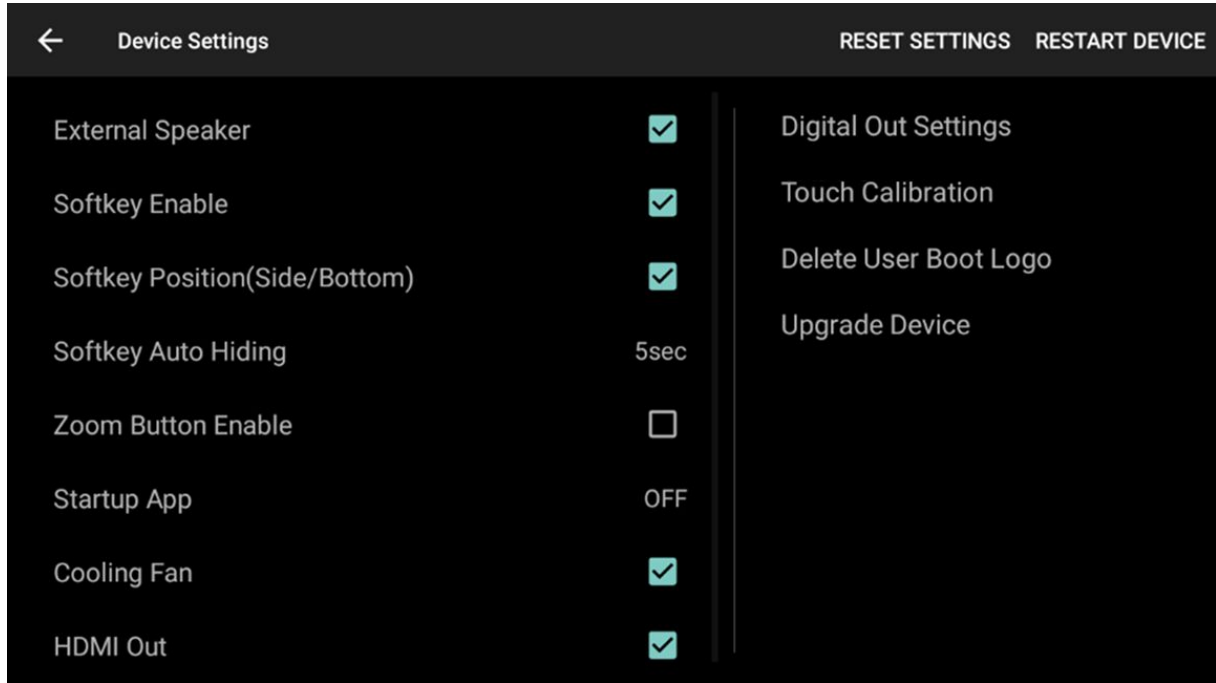 Device Settings
RESET SETTINGS
RESTART DEVICE
External Speaker
Softkey Enable
Softkey Position(Side/Bottom)
Softkey Auto Hiding 5sec
Zoom Button Enable
Startup App OFF
Cooling Fan
HDMI Out
Digital Out Settings
Touch Calibration
Delete User Boot Logo
Upgrade Device